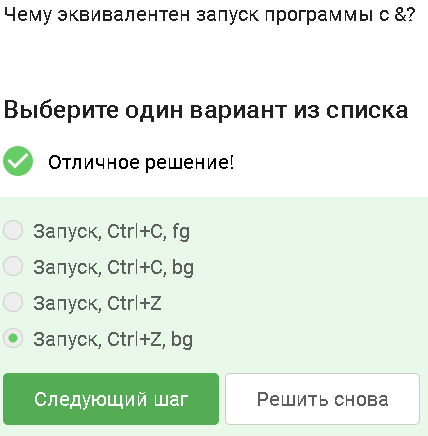 Чему эквивалентен запуск программы с &?
Выберите один вариант из списка
Отличное решение!
Запуск, Ctrl+C, fg
Запуск, Ctrl+C, bg
Запуск, Ctrl+Z
Запуск, Ctrl+Z, bg
Следующий шаг
Решить снова